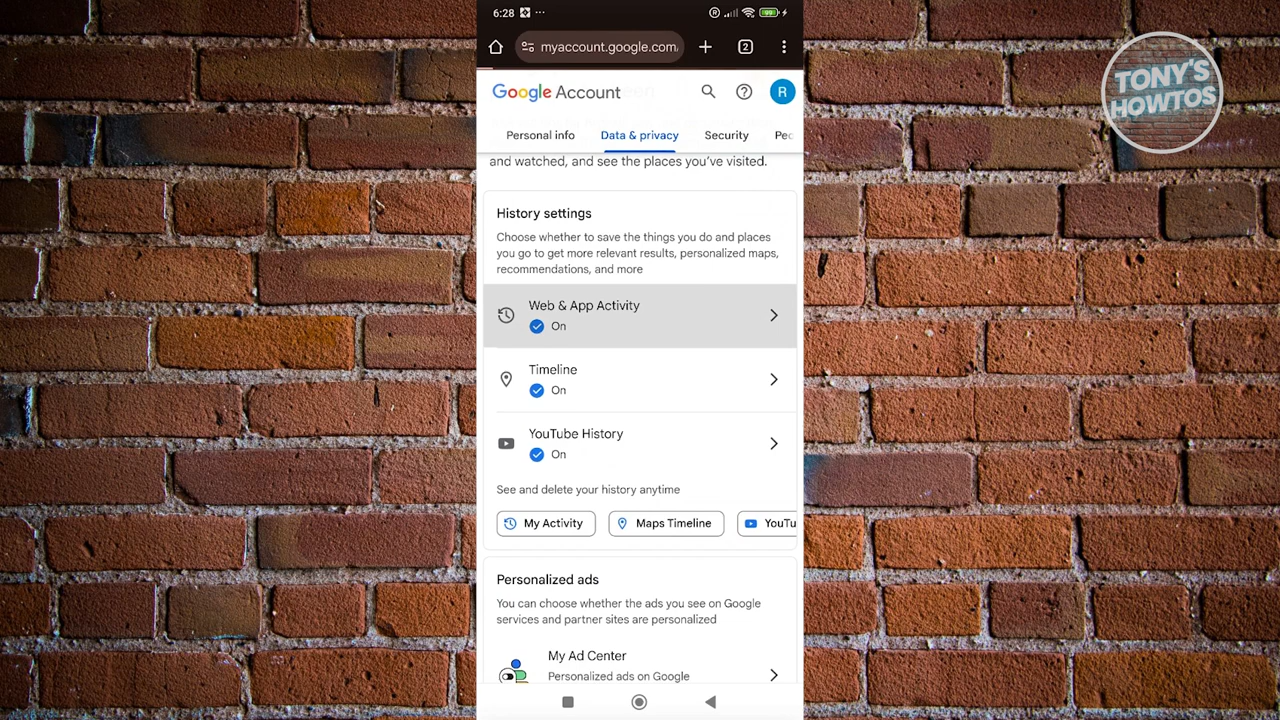 6:28
99
myaccount.google.com/
2
Google Account
R
Personal info
Data & privacy
Security
and watched, and see the places you've visited.
History settings
Choose whether to save the things you do and places
you go to get more relevant results, personalized maps,
recommendations, and more
Web & App Activity
On
Timeline
On
YouTube History
On
See and delete your history anytime
My Activity
Maps Timeline
YouTu
Personalized ads
You can choose whether the ads you see on Google
services and partner sites are personalized
My Ad Center
Personalized ads on Google
TONY'S
HOWTOS